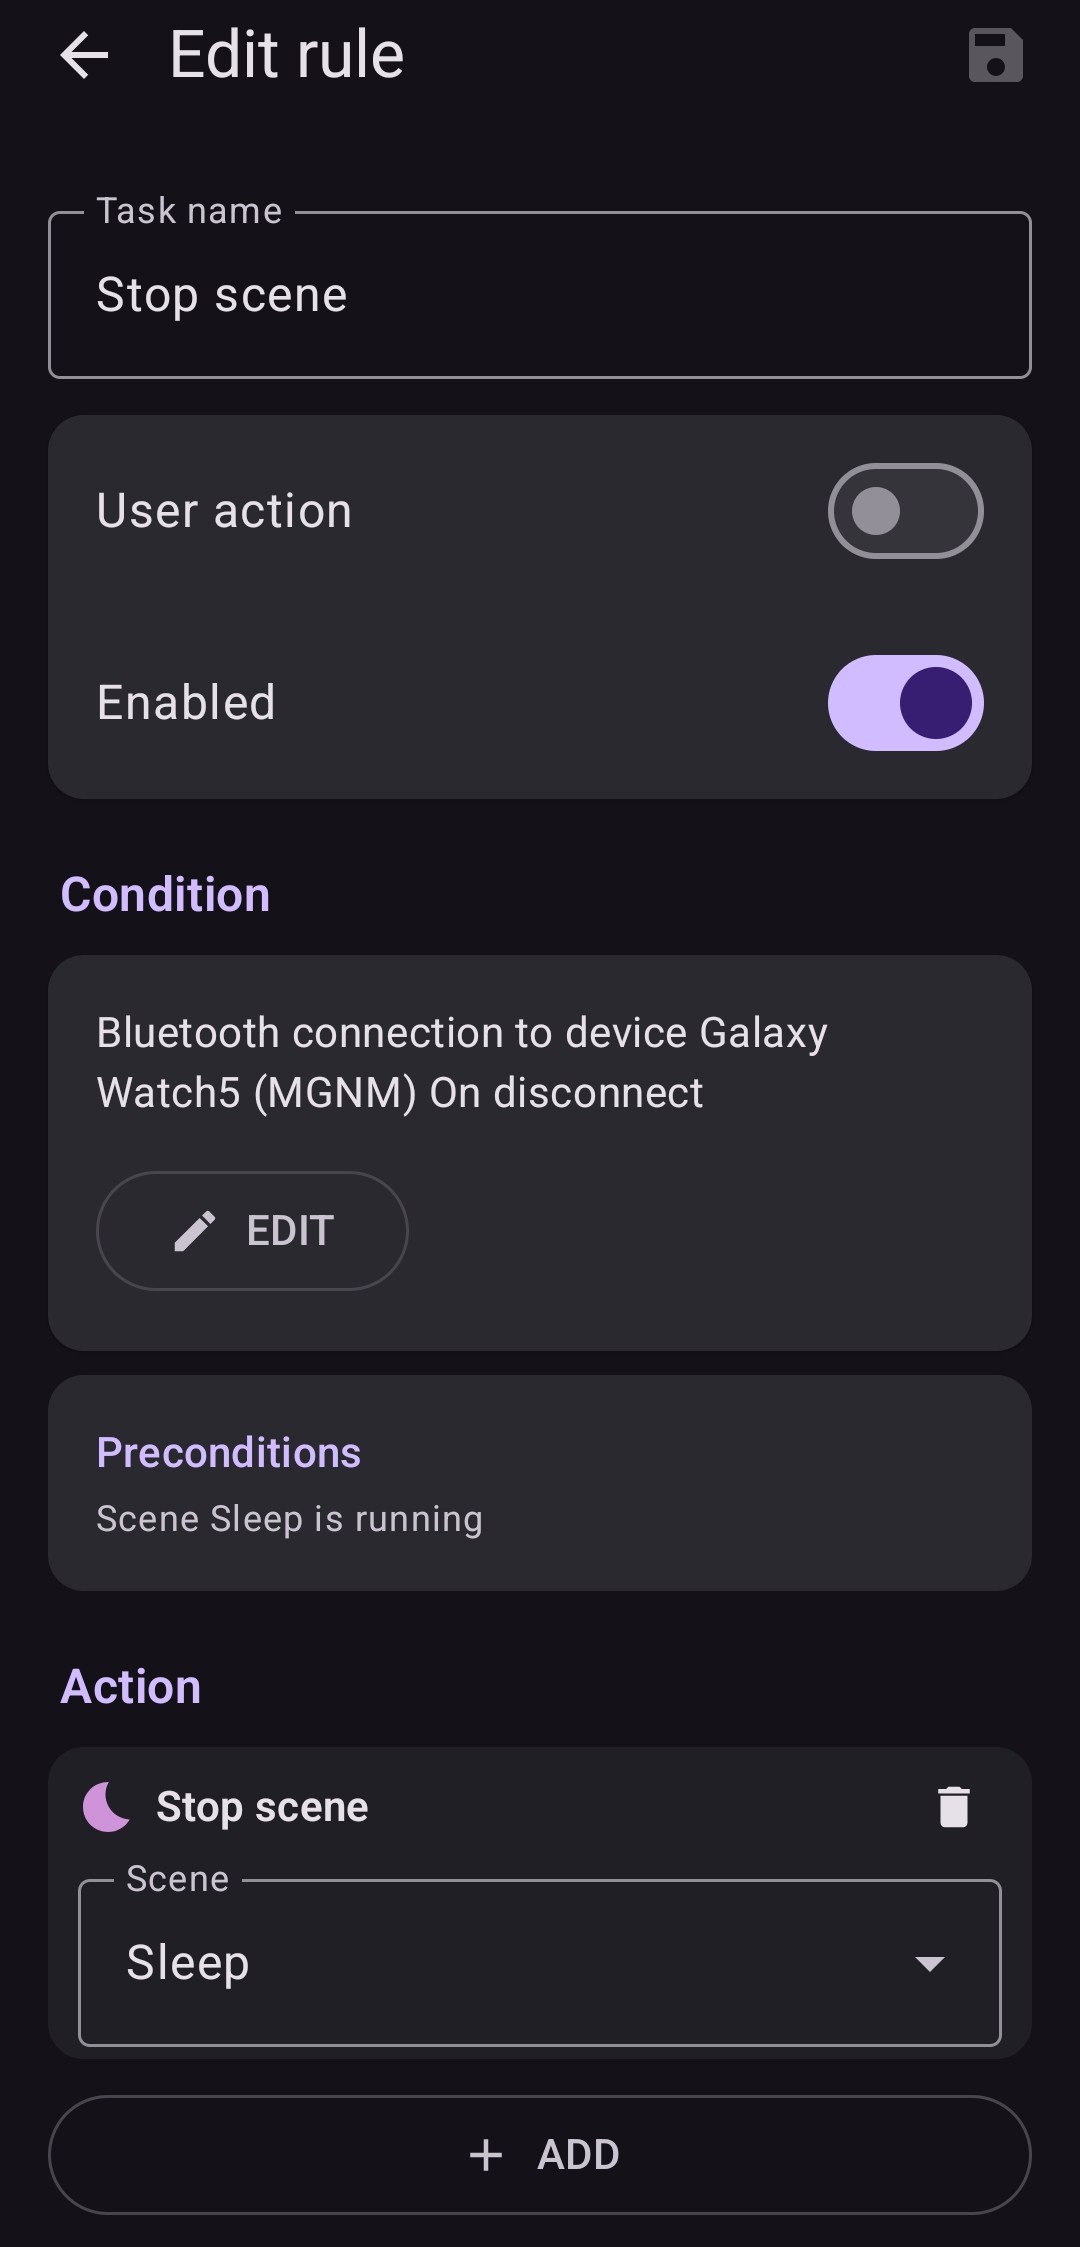 Edit rule
Task name
Stop scene
User action
Enabled
Condition
Bluetooth connection to device Galaxy
Watch5 (MGNM) On disconnect
EDIT
Preconditions
Scene Sleep is running
Action
Stop scene
Scene
Sleep
ADD